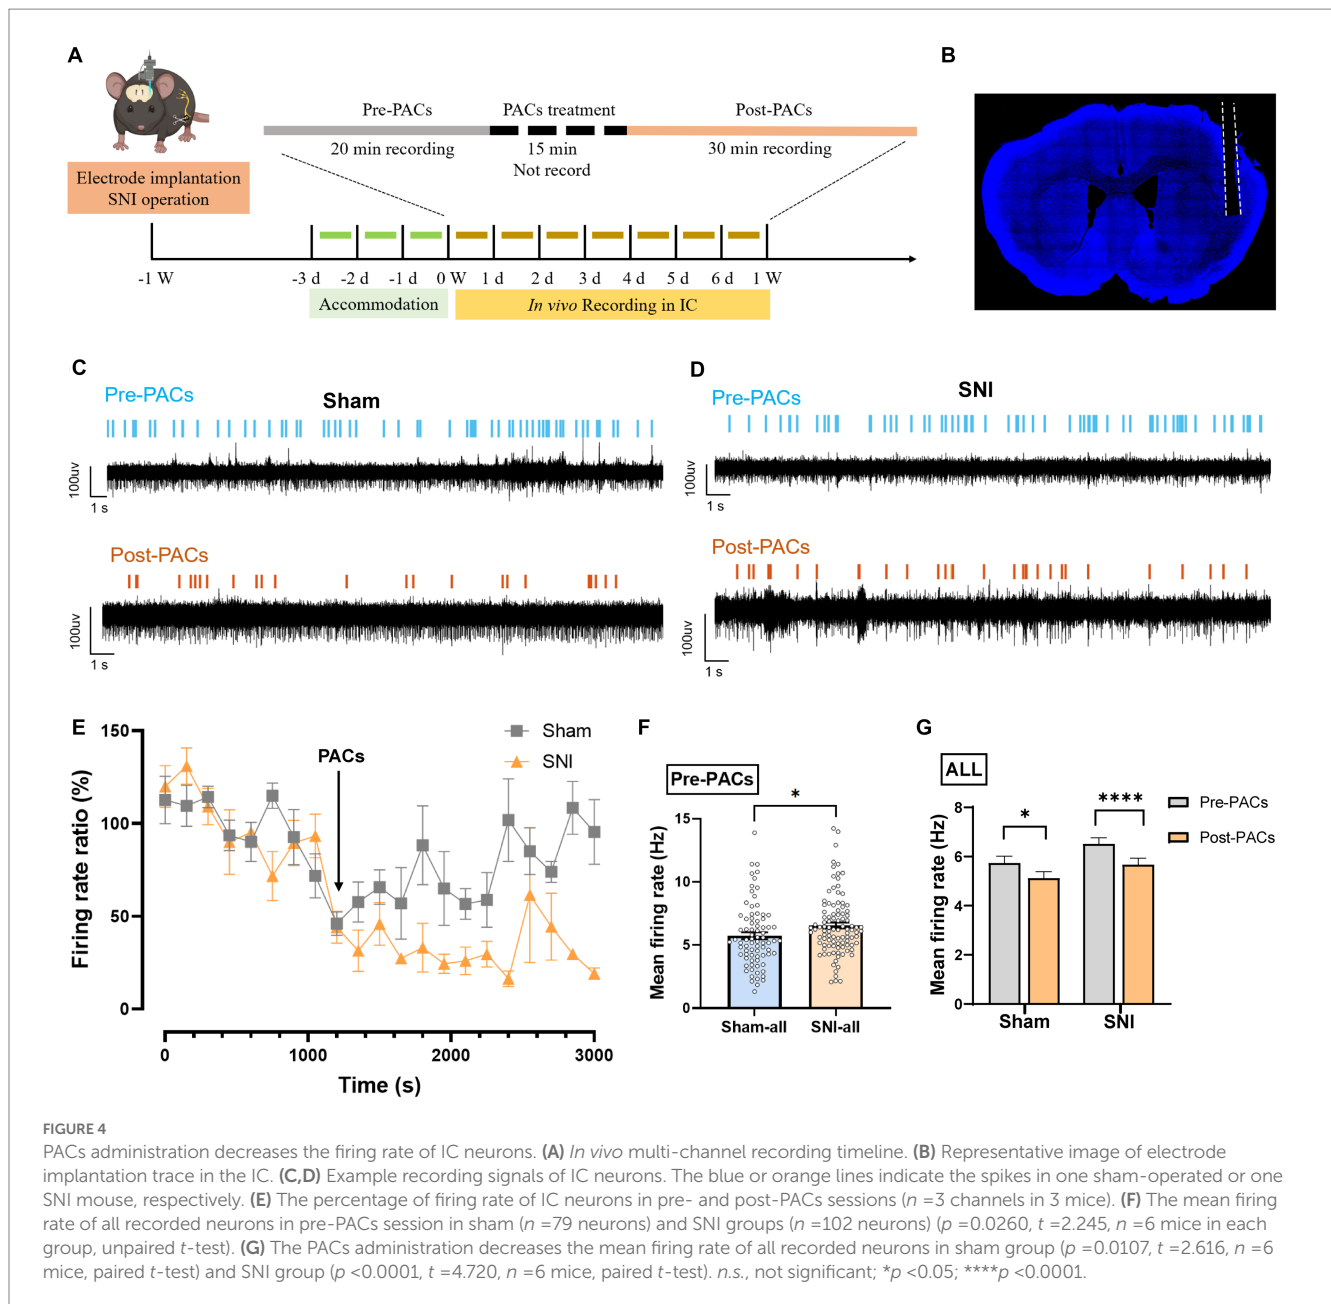 A
Electrode implantation
SNI operation
Pre-PACs
PACs treatment
Post-PACs
20 min recording
15 min
30 min recording
Not record
-1 W
-3 d
-2 d
-1 d
0 W
1 d
2 d
3 d
4 d
5 d
6 d
1 W
Accommodation
In vivo Recording in IC
B
C
Pre-PACs
Sham
100uv
1 s
Post-PACs
100uv
1 s
D
Pre-PACs
SNI
100uv
1 s
Post-PACs
100uv
1 s
E
Firing rate ratio (%)
150
100
50
0
PACs
Sham
SNI
0
1000
2000
3000
Time (s)
F
Pre-PACs
*
Mean firing rate (Hz)
15
10
5
0
Sham-all
SNI-all
G
ALL
Mean firing rate (Hz)
8
6
4
2
0
*
****
Sham
SNI
Pre-PACs
Post-PACs
FIGURE 4
PACs administration decreases the firing rate of IC neurons. (A) In vivo multi-channel recording timeline. (B) Representative image of electrode
implantation trace in the IC. (C,D) Example recording signals of IC neurons. The blue or orange lines indicate the spikes in one sham-operated or one
SNI mouse, respectively. (E) The percentage of firing rate of IC neurons in pre- and post-PACs sessions (n =3 channels in 3 mice). (F) The mean firing
rate of all recorded neurons in pre-PACs session in sham (n =79 neurons) and SNI groups (n =102 neurons) (p =0.0260, t =2.245, n =6 mice in each
group, unpaired t-test). (G) The PACs administration decreases the mean firing rate of all recorded neurons in sham group (p =0.0107, t =2.616, n =6
mice, paired t-test) and SNI group (p <0.0001, t =4.720, n =6 mice, paired t-test). n.s., not significant; *p <0.05; ****p <0.0001.